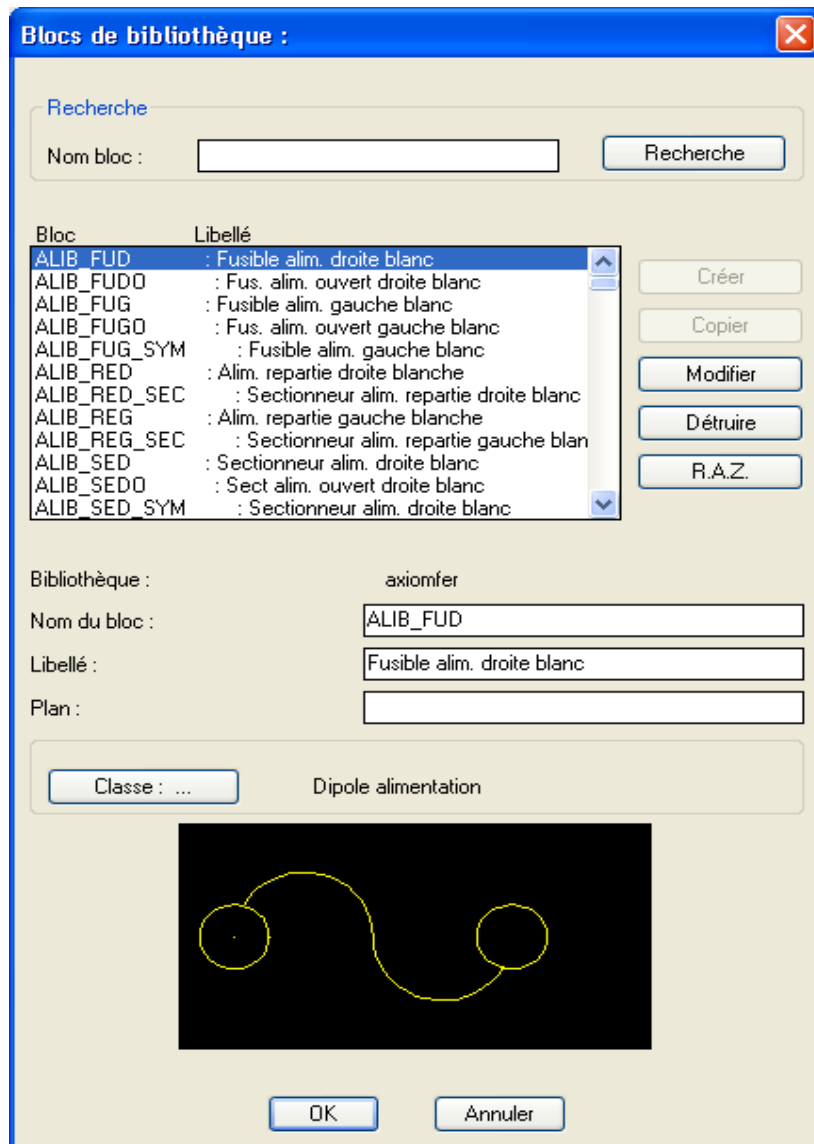 Blocs de bibliothèque :
Recherche
Nom bloc :
Recherche
Bloc Libellé
ALIB_FUD : Fusible alim. droite blanc
ALIB_FUDO : Fus. alim. ouvert droite blanc
ALIB_FUG : Fusible alim. gauche blanc
ALIB_FUGO : Fus. alim. ouvert gauche blanc
ALIB_FUG_SYM : Fusible alim. gauche blanc
ALIB_RED : Alim. repartie droite blanche
ALIB_RED_SEC : Sectionneur alim. repartie droite blanc
ALIB_REG : Alim. repartie gauche blanche
ALIB_REG_SEC : Sectionneur alim. repartie gauche blan
ALIB_SED : Sectionneur alim. droite blanc
ALIB_SEDO : Sect alim. ouvert droite blanc
ALIB_SED_SYM : Sectionneur alim. droite blanc
Créer
Copier
Modifier
Détruire
R.A.Z.
Bibliothèque : axiomfer
Nom du bloc : ALIB_FUD
Libellé : Fusible alim. droite blanc
Plan :
Classe : ... Dipole alimentation
OK Annuler